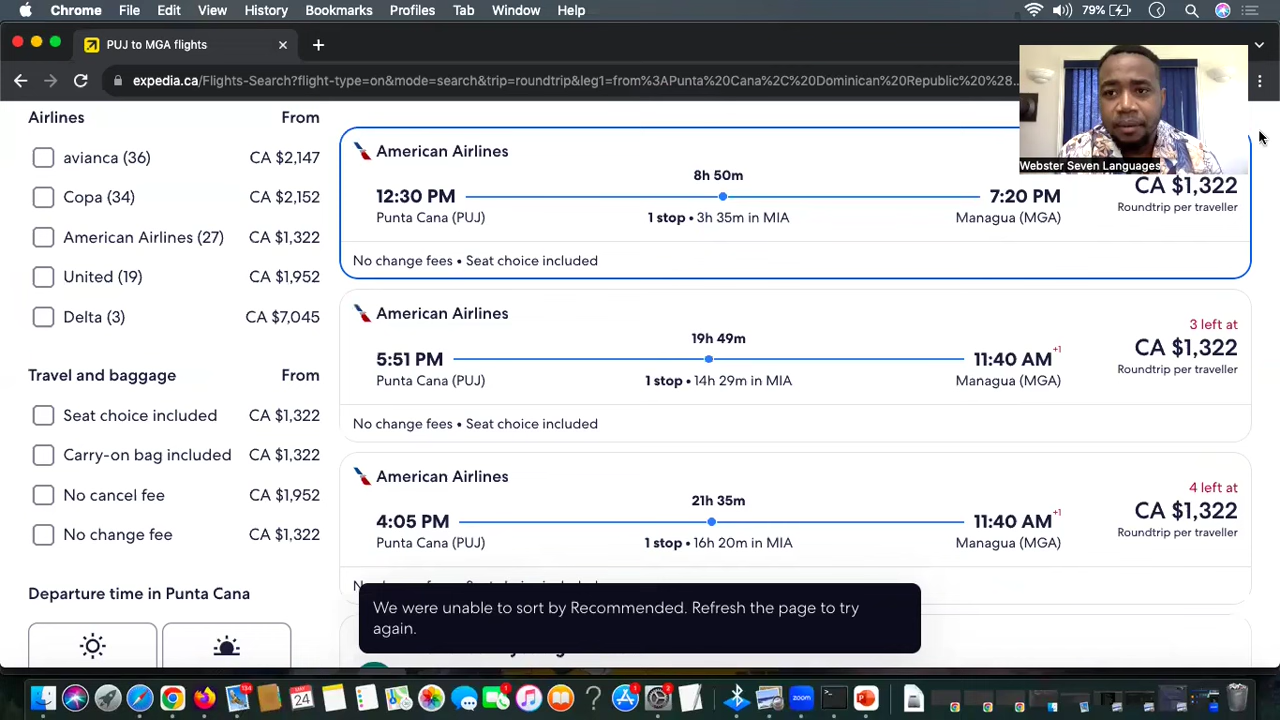 Chrome File Edit View History Bookmarks Profiles Tab Window Help 79%
PUJ to MGA flights
expedia.ca/Flights-Search?flight-type=on&mode=search&trip=roundtrip&leg1=from%3APunta%20Cana%2C%20Dominican%20Republic%20%28...
Webster Seven Languages
Airlines From
avianca (36) CA $2,147
Copa (34) CA $2,152
American Airlines (27) CA $1,322
United (19) CA $1,952
Delta (3) CA $7,045
Travel and baggage From
Seat choice included CA $1,322
Carry-on bag included CA $1,322
No cancel fee CA $1,952
No change fee CA $1,322
Departure time in Punta Cana
American Airlines
8h 50m
12:30 PM 7:20 PM CA $1,322
Punta Cana (PUJ) 1 stop • 3h 35m in MIA Managua (MGA) Roundtrip per traveller
No change fees • Seat choice included
American Airlines
19h 49m 3 left at
5:51 PM 11:40 AM+1 CA $1,322
Punta Cana (PUJ) 1 stop • 14h 29m in MIA Managua (MGA) Roundtrip per traveller
No change fees • Seat choice included
American Airlines
21h 35m 4 left at
4:05 PM 11:40 AM+1 CA $1,322
Punta Cana (PUJ) 1 stop • 16h 20m in MIA Managua (MGA) Roundtrip per traveller
We were unable to sort by Recommended. Refresh the page to try
again.
134
MAY
24
1
1
2
zoom